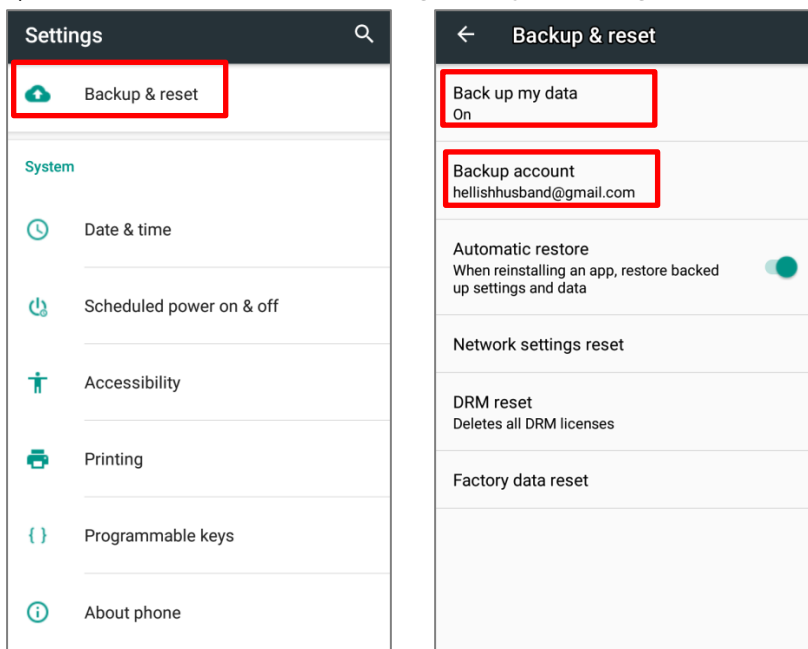 Settings
Backup & reset
System
Date & time
Scheduled power on & off
Accessibility
Printing
Programmable keys
About phone
Backup & reset
Back up my data
On
Backup account
hellishhusband@gmail.com
Automatic restore
When reinstalling an app, restore backed
up settings and data
Network settings reset
DRM reset
Deletes all DRM licenses
Factory data reset